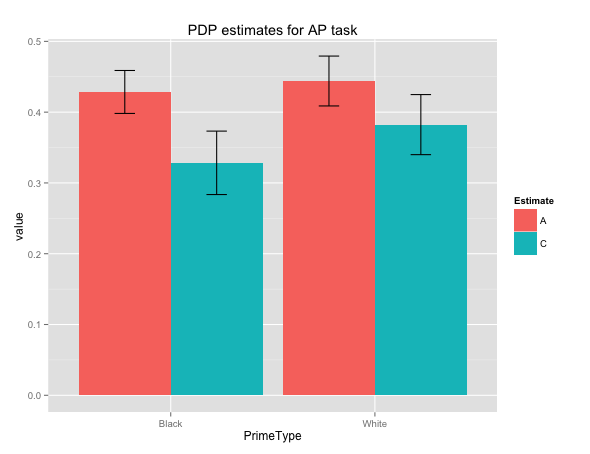 PDP estimates for AP task
0.5
0.4
0.3
0.2
0.1
0.0
value
Black
White
PrimeType
Estimate
A
C